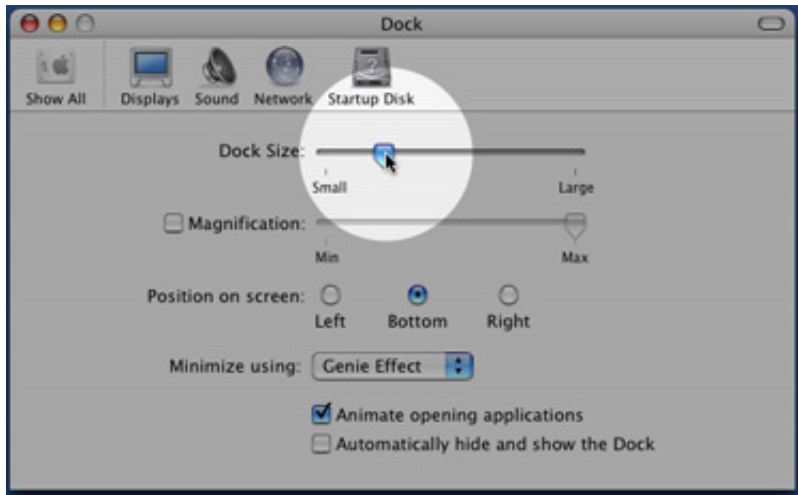 Dock
Show All Displays Sound Network Startup Disk
Dock Size:
Small Large
Magnification:
Min Max
Position on screen:
Left Bottom Right
Minimize using: Genie Effect
Animate opening applications
Automatically hide and show the Dock